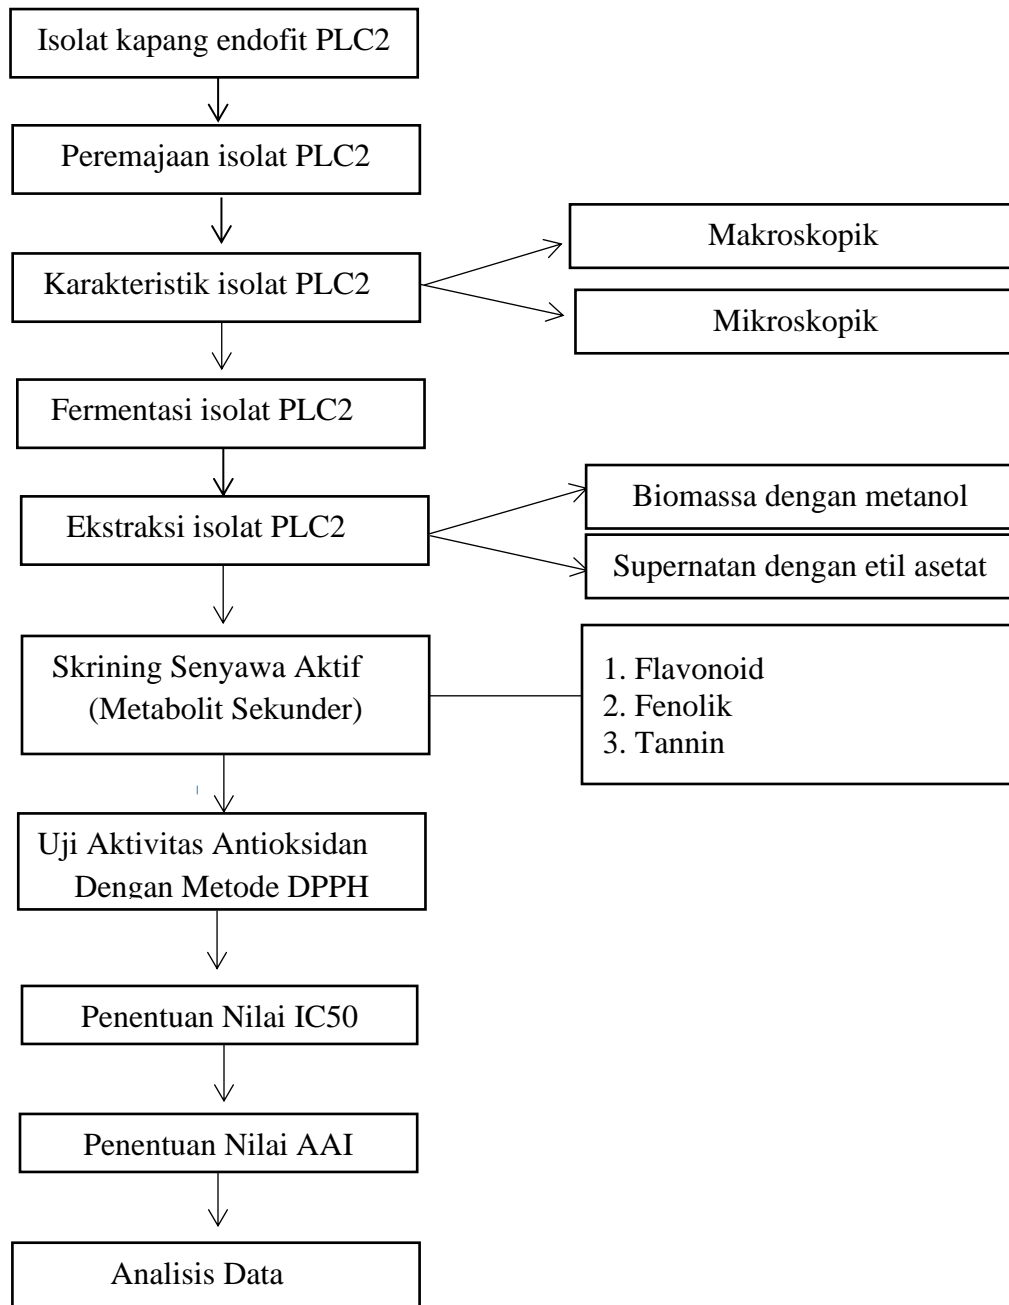 Isolat kapang endofit PLC2
Peremajaan isolat PLC2
Karakteristik isolat PLC2
Makroskopik
Mikroskopik
Fermentasi isolat PLC2
Ekstraksi isolat PLC2
Biomassa dengan metanol
Supernatan dengan etil asetat
Skrining Senyawa Aktif
(Metabolit Sekunder)
1. Flavonoid
2. Fenolik
3. Tannin
Uji Aktivitas Antioksidan
Dengan Metode DPPH
Penentuan Nilai IC50
Penentuan Nilai AAI
Analisis Data